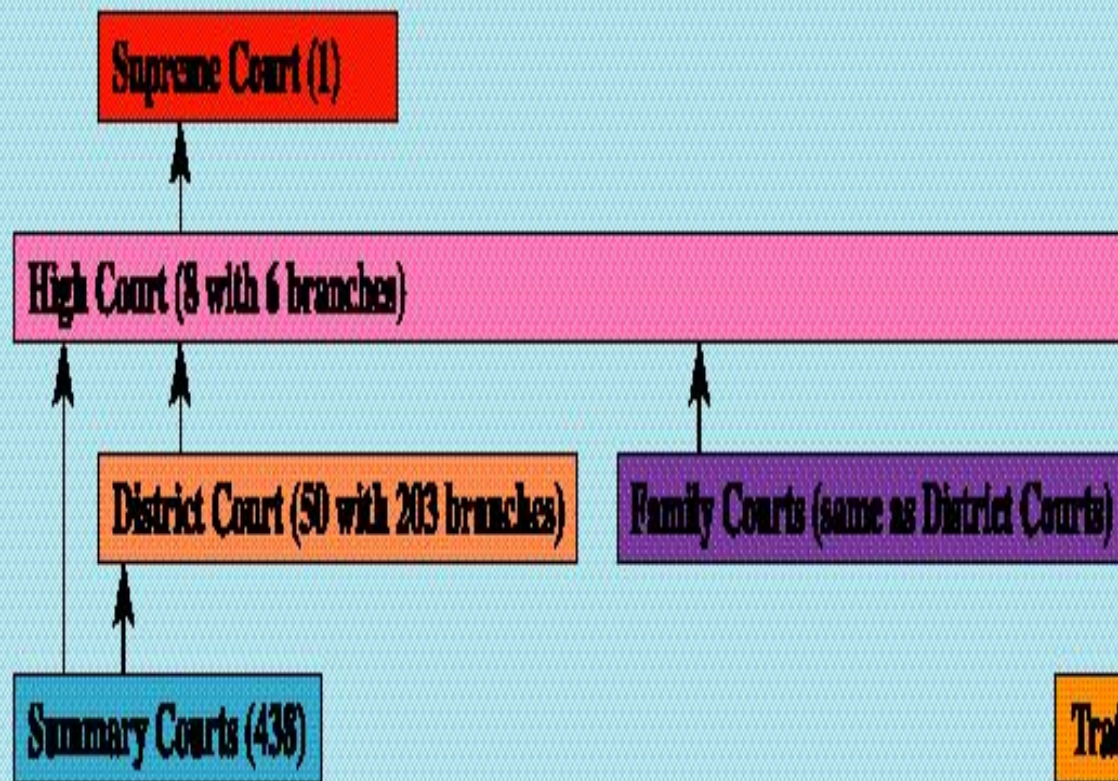 Supreme Court (1)
High Court (8 with 6 branches)
District Court (50 with 203 branches)
Family Courts (same as District Courts)
Summary Courts (438)